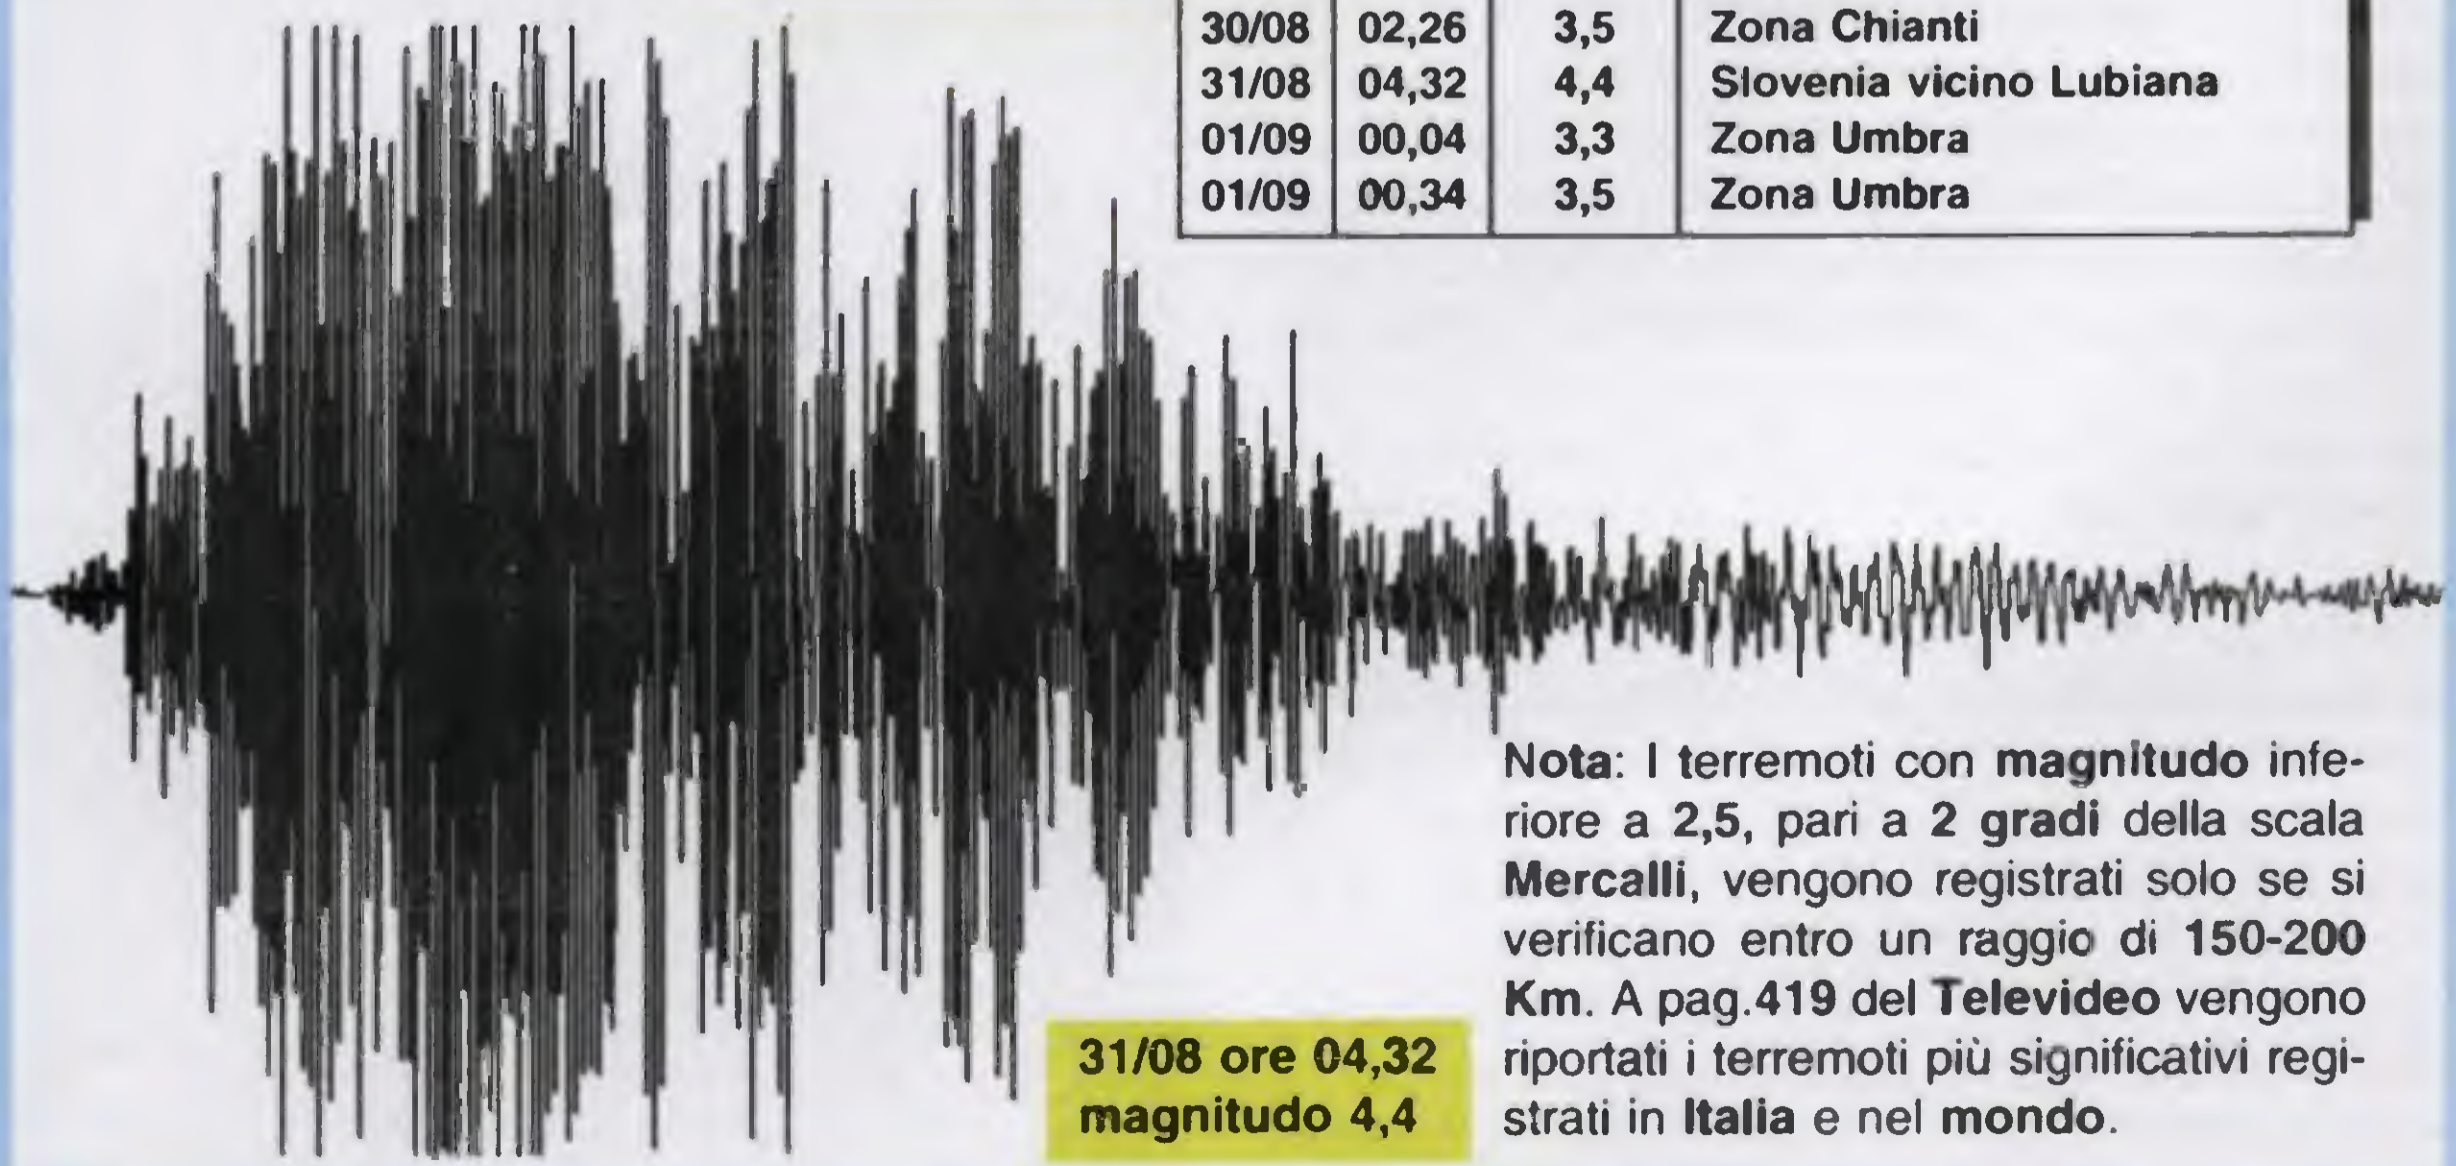 30/08 02,26 3,5 Zona Chianti
31/08 04,32 4,4 Slovenia vicino Lubiana
01/09 00,04 3,3 Zona Umbra
01/09 00,34 3,5 Zona Umbra
Nota: I terremoti con magnitudo infe-
riore a 2,5, pari a 2 gradi della scala
Mercalli, vengono registrati solo se si
verificano entro un raggio di 150-200
Km. A pag.419 del Televideo vengono
riportati i terremoti più significativi regi-
strati in Italia e nel mondo.
31/08 ore 04,32
magnitudo 4,4